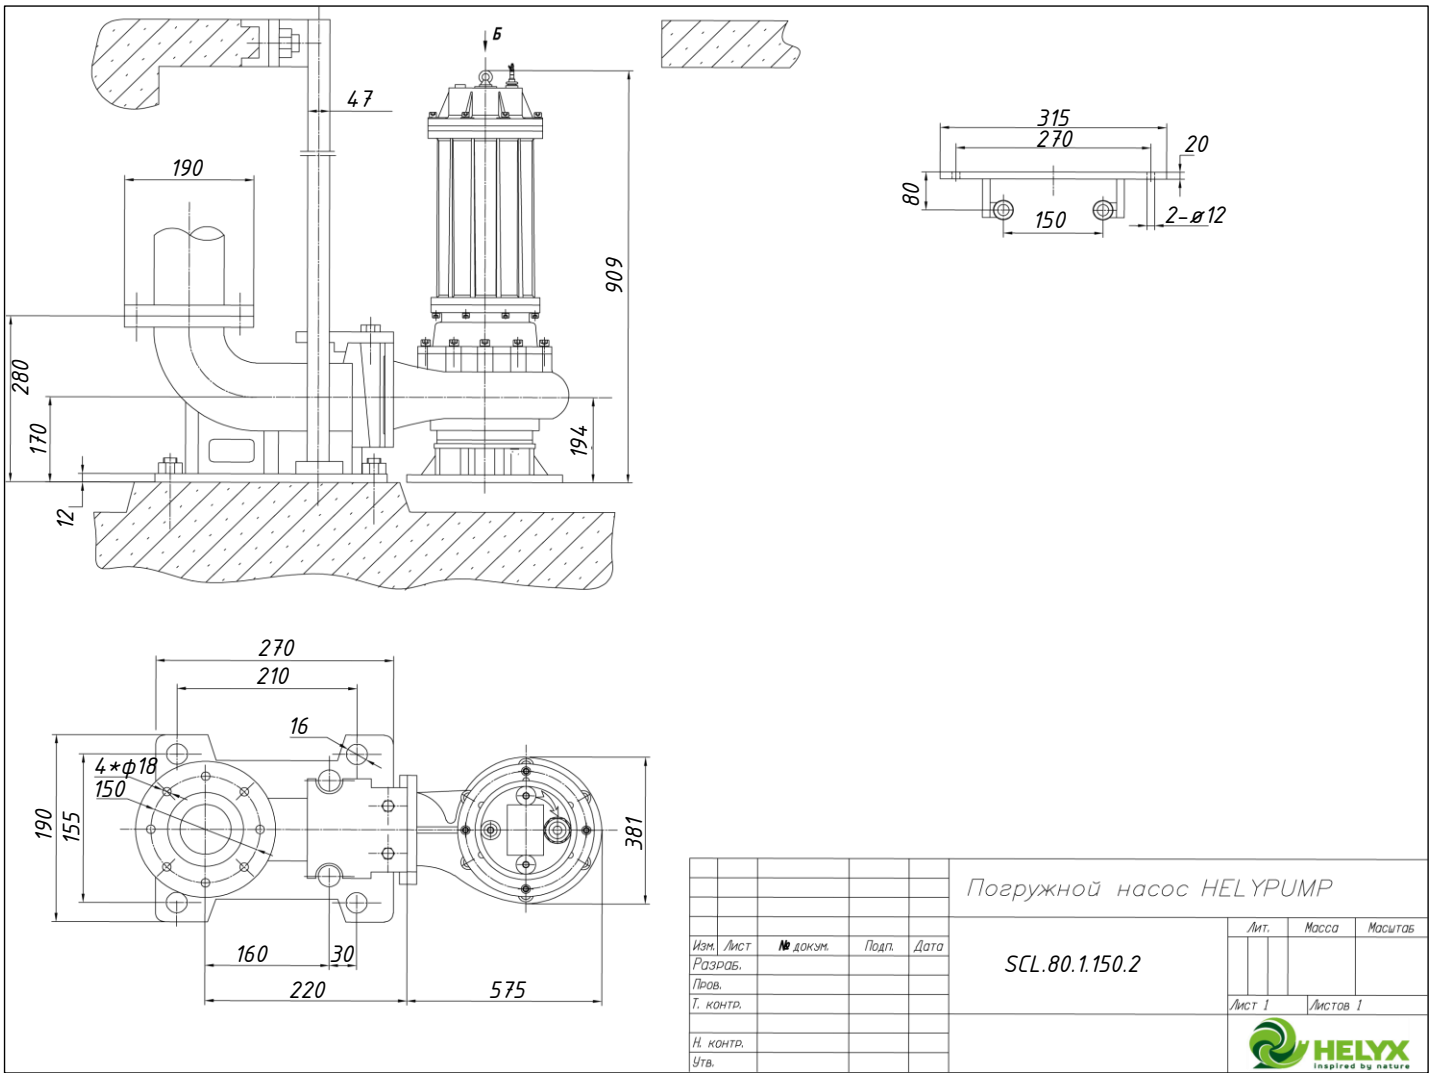 Б
47
190
909
280
170
194
12
315
270
20
80
150
2-ø12
270
210
16
4*ф18
150
190
155
381
160
30
220
575
Погружной насос HELYPUMP
Лит.
Масса
Масштаб
Изм.
Лист
№ докум.
Подп.
Дата
SCL.80.1.150.2
Разраб.
Пров.
Т. контр.
Лист 1
Листов 1
Н. контр.
Утв.
HELYX
Inspired by nature